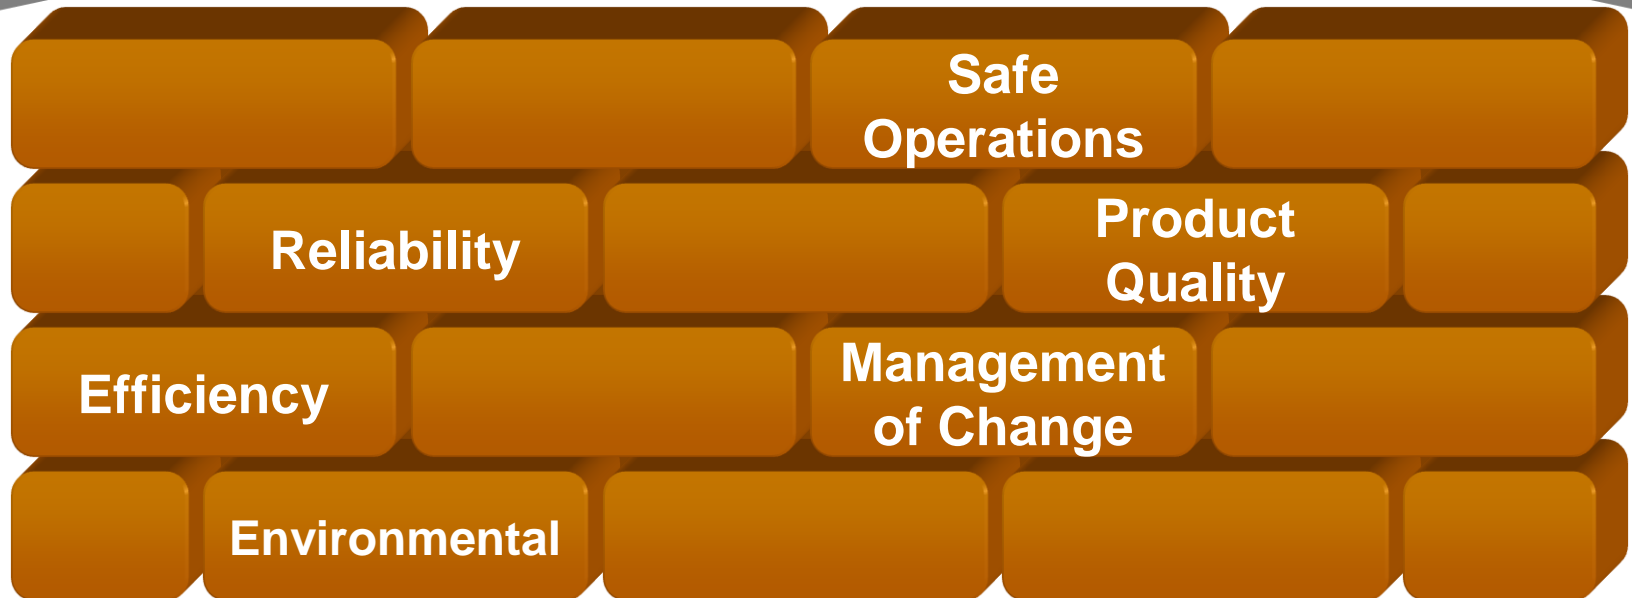 Safe
Operations
Reliability
Product
Quality
Efficiency
Management
of Change
Environmental